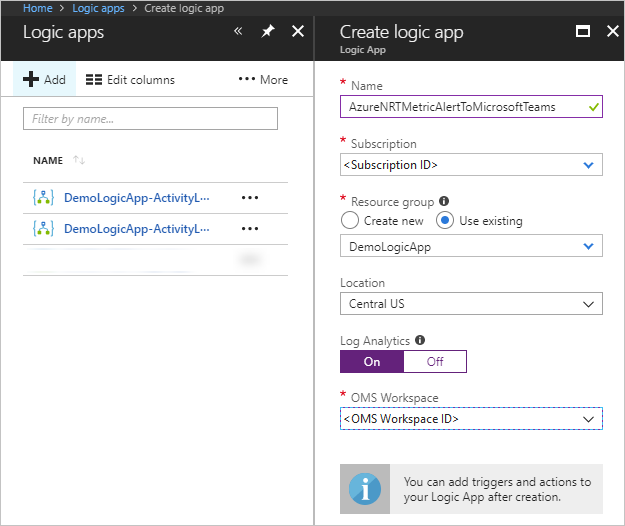 Home > Logic apps > Create logic app
Logic apps
Add
Edit columns
More
Filter by name...
NAME
DemoLogicApp-ActivityL...
DemoLogicApp-ActivityL...
Create logic app
Logic App
* Name
AzureNRTMetricAlertToMicrosoftTeams
* Subscription
<Subscription ID>
* Resource group
Create new
Use existing
DemoLogicApp
Location
Central US
Log Analytics
On
Off
* OMS Workspace
<OMS Workspace ID>
You can add triggers and actions to
your Logic App after creation.